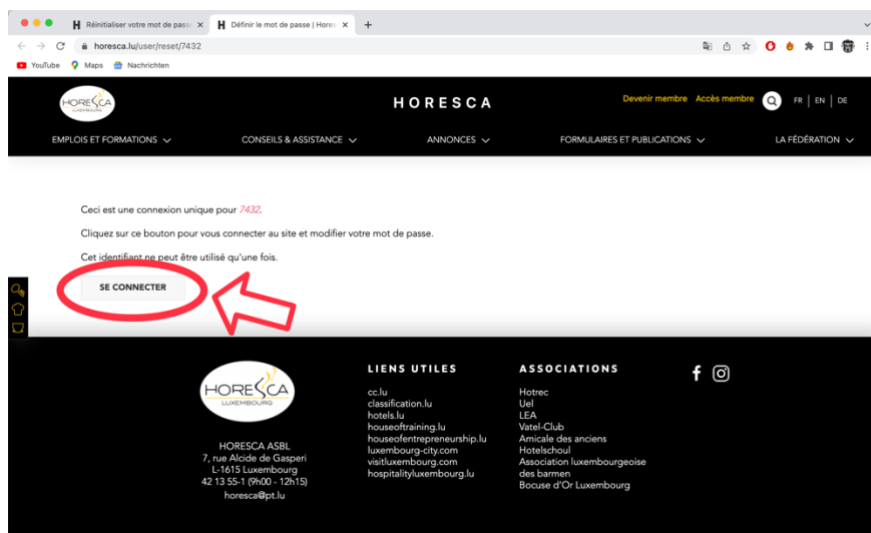 Réinitialiser votre mot de pass
Définir le mot de passe | Hores
horesca.lu/user/reset/7432
YouTube Maps Nachrichten
HORESCA
LUXEMBOURG
HORESCA
Devenir membre Accès membre
FR | EN | DE
EMPLOIS ET FORMATIONS CONSEILS & ASSISTANCE ANNONCES FORMULAIRES ET PUBLICATIONS LA FÉDÉRATION
Ceci est une connexion unique pour 7432.
Cliquez sur ce bouton pour vous connecter au site et modifier votre mot de passe.
Cet identifiant ne peut être utilisé qu'une fois.
SE CONNECTER
HORESCA
LUXEMBOURG
HORESCA ASBL
7, rue Alcide de Gasperi
L-1615 Luxembourg
42 13 55-1 (9h00 - 12h15)
horesca@pt.lu
LIENS UTILES
cc.lu
classification.lu
hotels.lu
houseoftraining.lu
houseofentrepreneurship.lu
luxembourg-city.com
visitluxembourg.com
hospitalityluxembourg.lu
ASSOCIATIONS
Hotrec
Uel
LEA
Vatel-Club
Amicale des anciens
Hotelschoul
Association luxembourgeoise
des barmen
Bocuse d'Or Luxembourg